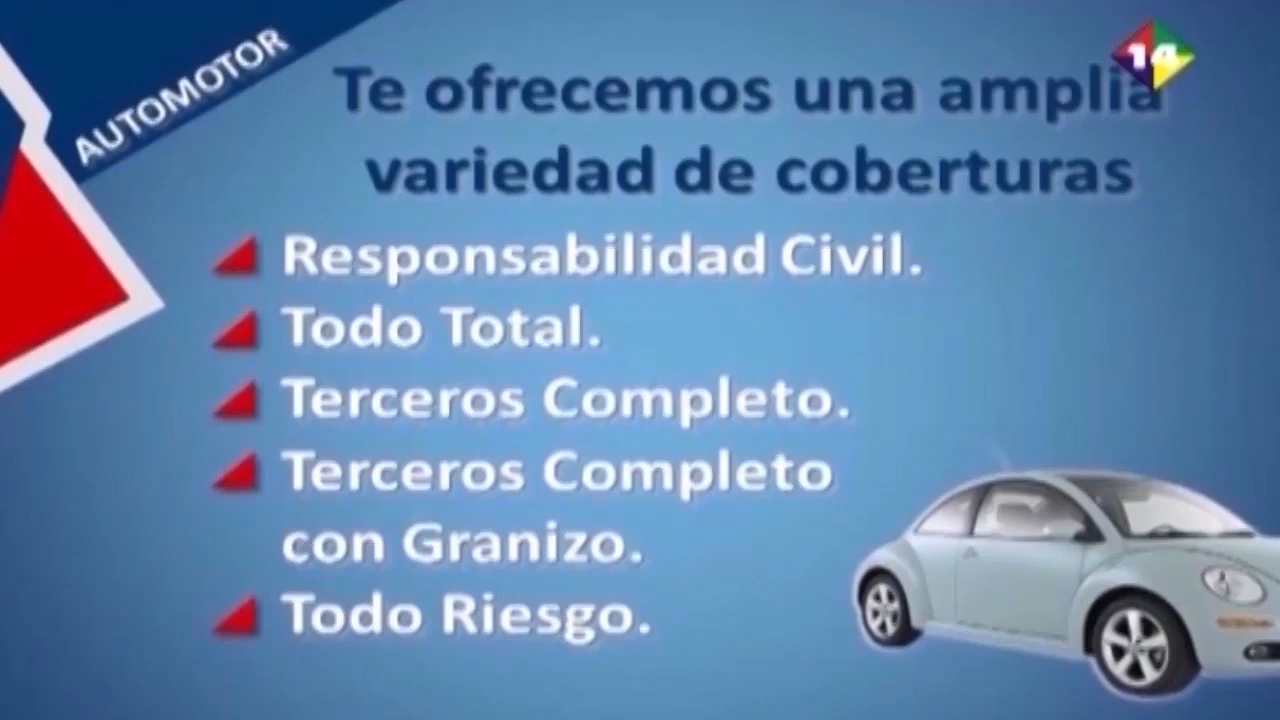 AUTOMOTOR
14
Te ofrecemos una amplia
variedad de coberturas
Responsabilidad Civil.
Todo Total.
Terceros Completo.
Terceros Completo
con Granizo.
Todo Riesgo.